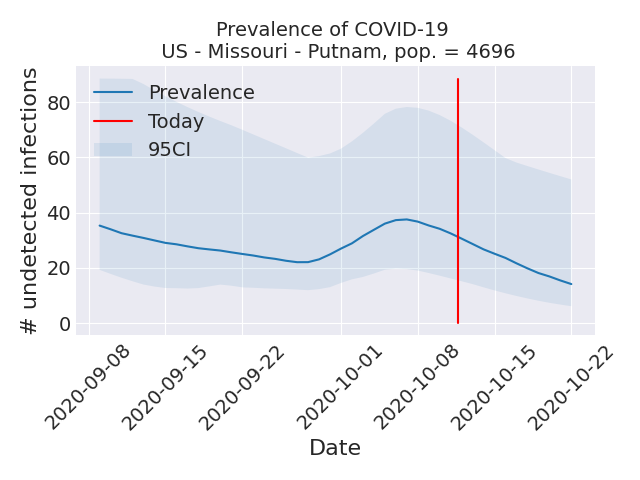 Prevalence of COVID-19
US - Missouri - Putnam, pop. = 4696
# undetected infections
80
60
40
20
0
Prevalence
Today
95CI
2020-09-08
2020-09-15
2020-09-22
2020-10-01
2020-10-08
2020-10-15
2020-10-22
Date